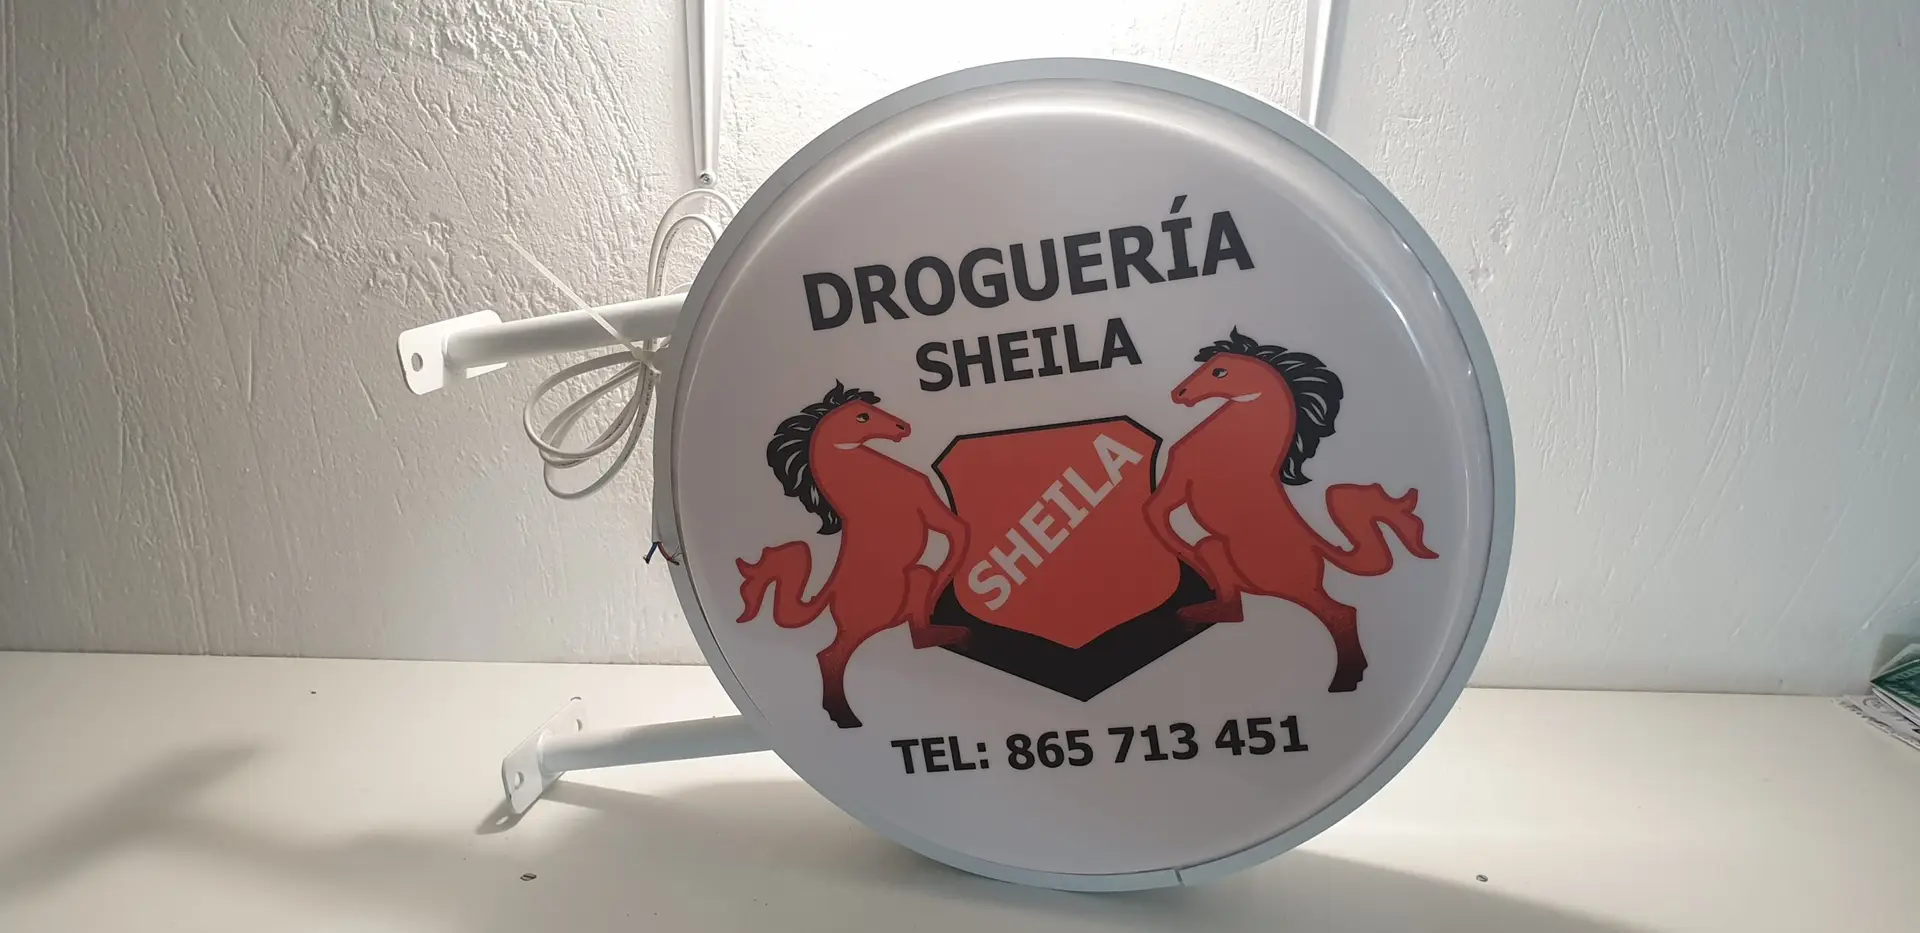 DROGUERÍA
SHEILA
SHEILA
TEL: 865 713 451